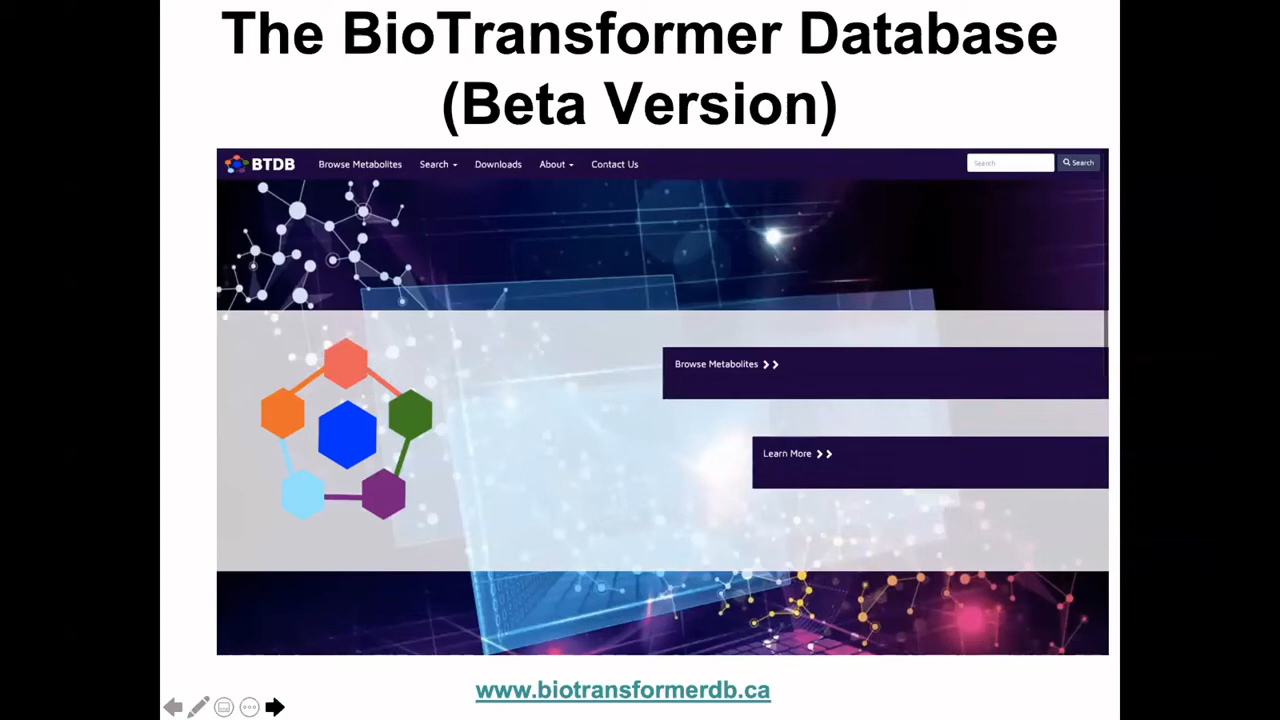 The BioTransformer Database
(Beta Version)
BTDB Browse Metabolites Search Downloads About Contact Us Search Search
Browse Metabolites
Learn More
www.biotransformerdb.ca